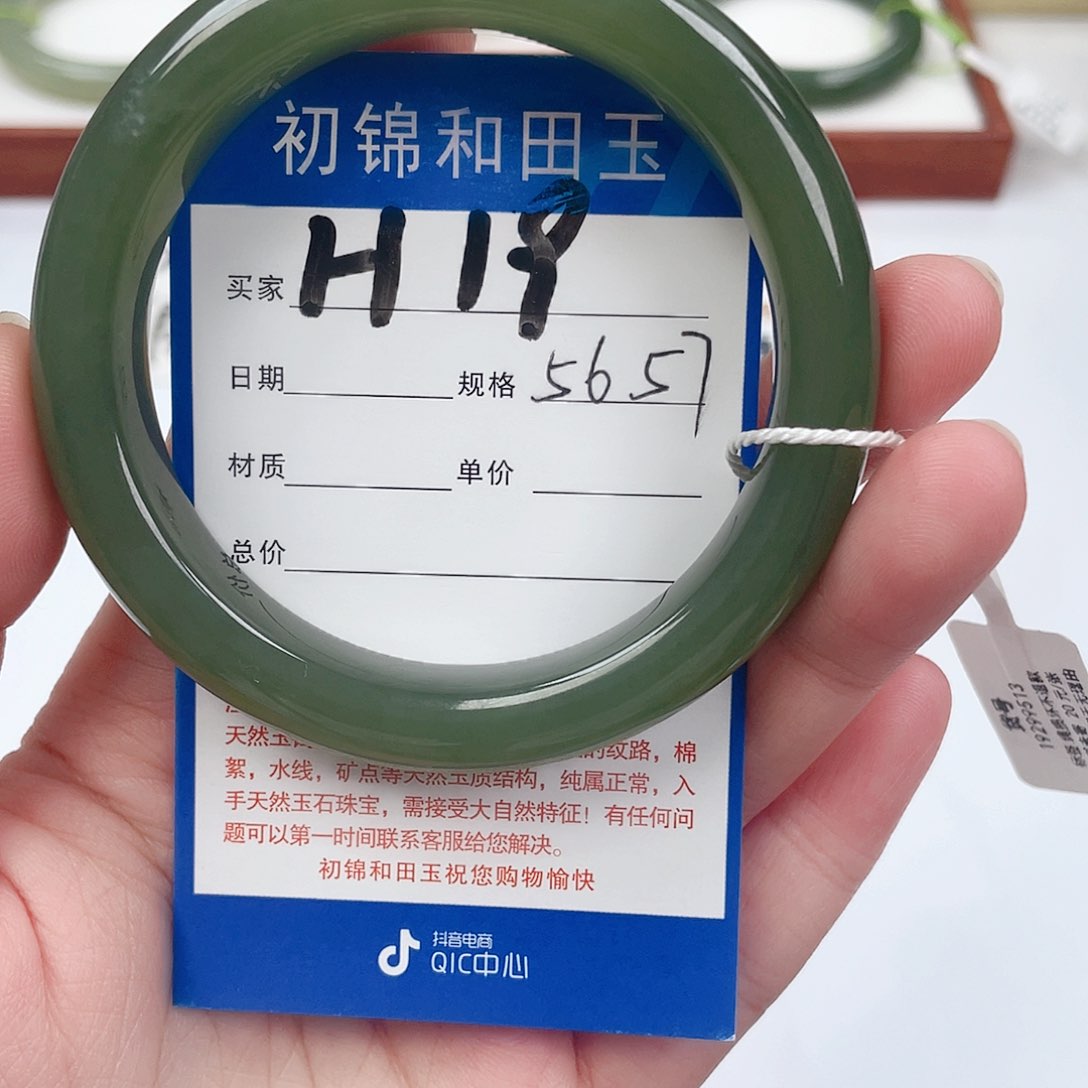 初锦和田玉
买家 H19
日期 规格 5657
材质 单价
总价
天然玉 的纹路，棉
絮，水线，矿点等天然玉质结构，纯属正常，入
手天然玉石珠宝，需接受大自然特征！有任何问
题可以第一时间联系客服给您解决。
初锦和田玉祝您购物愉快
抖音电商
QIC中心
货号
19299513